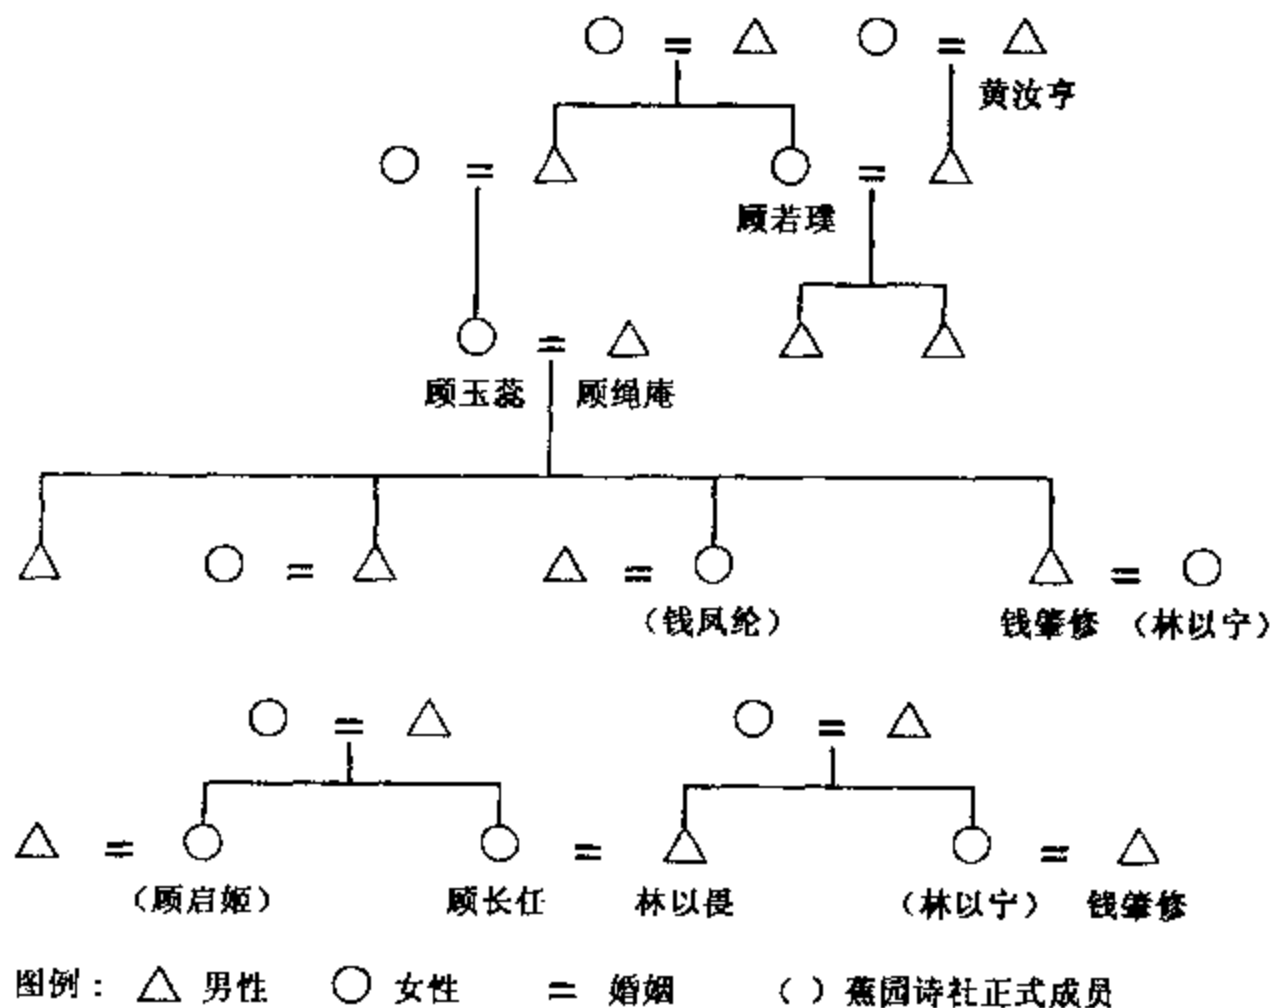 黄汝亨
顾若璞
顾玉蕊 顾绳庵
（钱凤纶） 钱肇修 （林以宁）
（顾启姬） 顾长任 林以畏 （林以宁） 钱肇修
图例： △ 男性 ○ 女性 = 婚姻 （ ）蕉园诗社正式成员